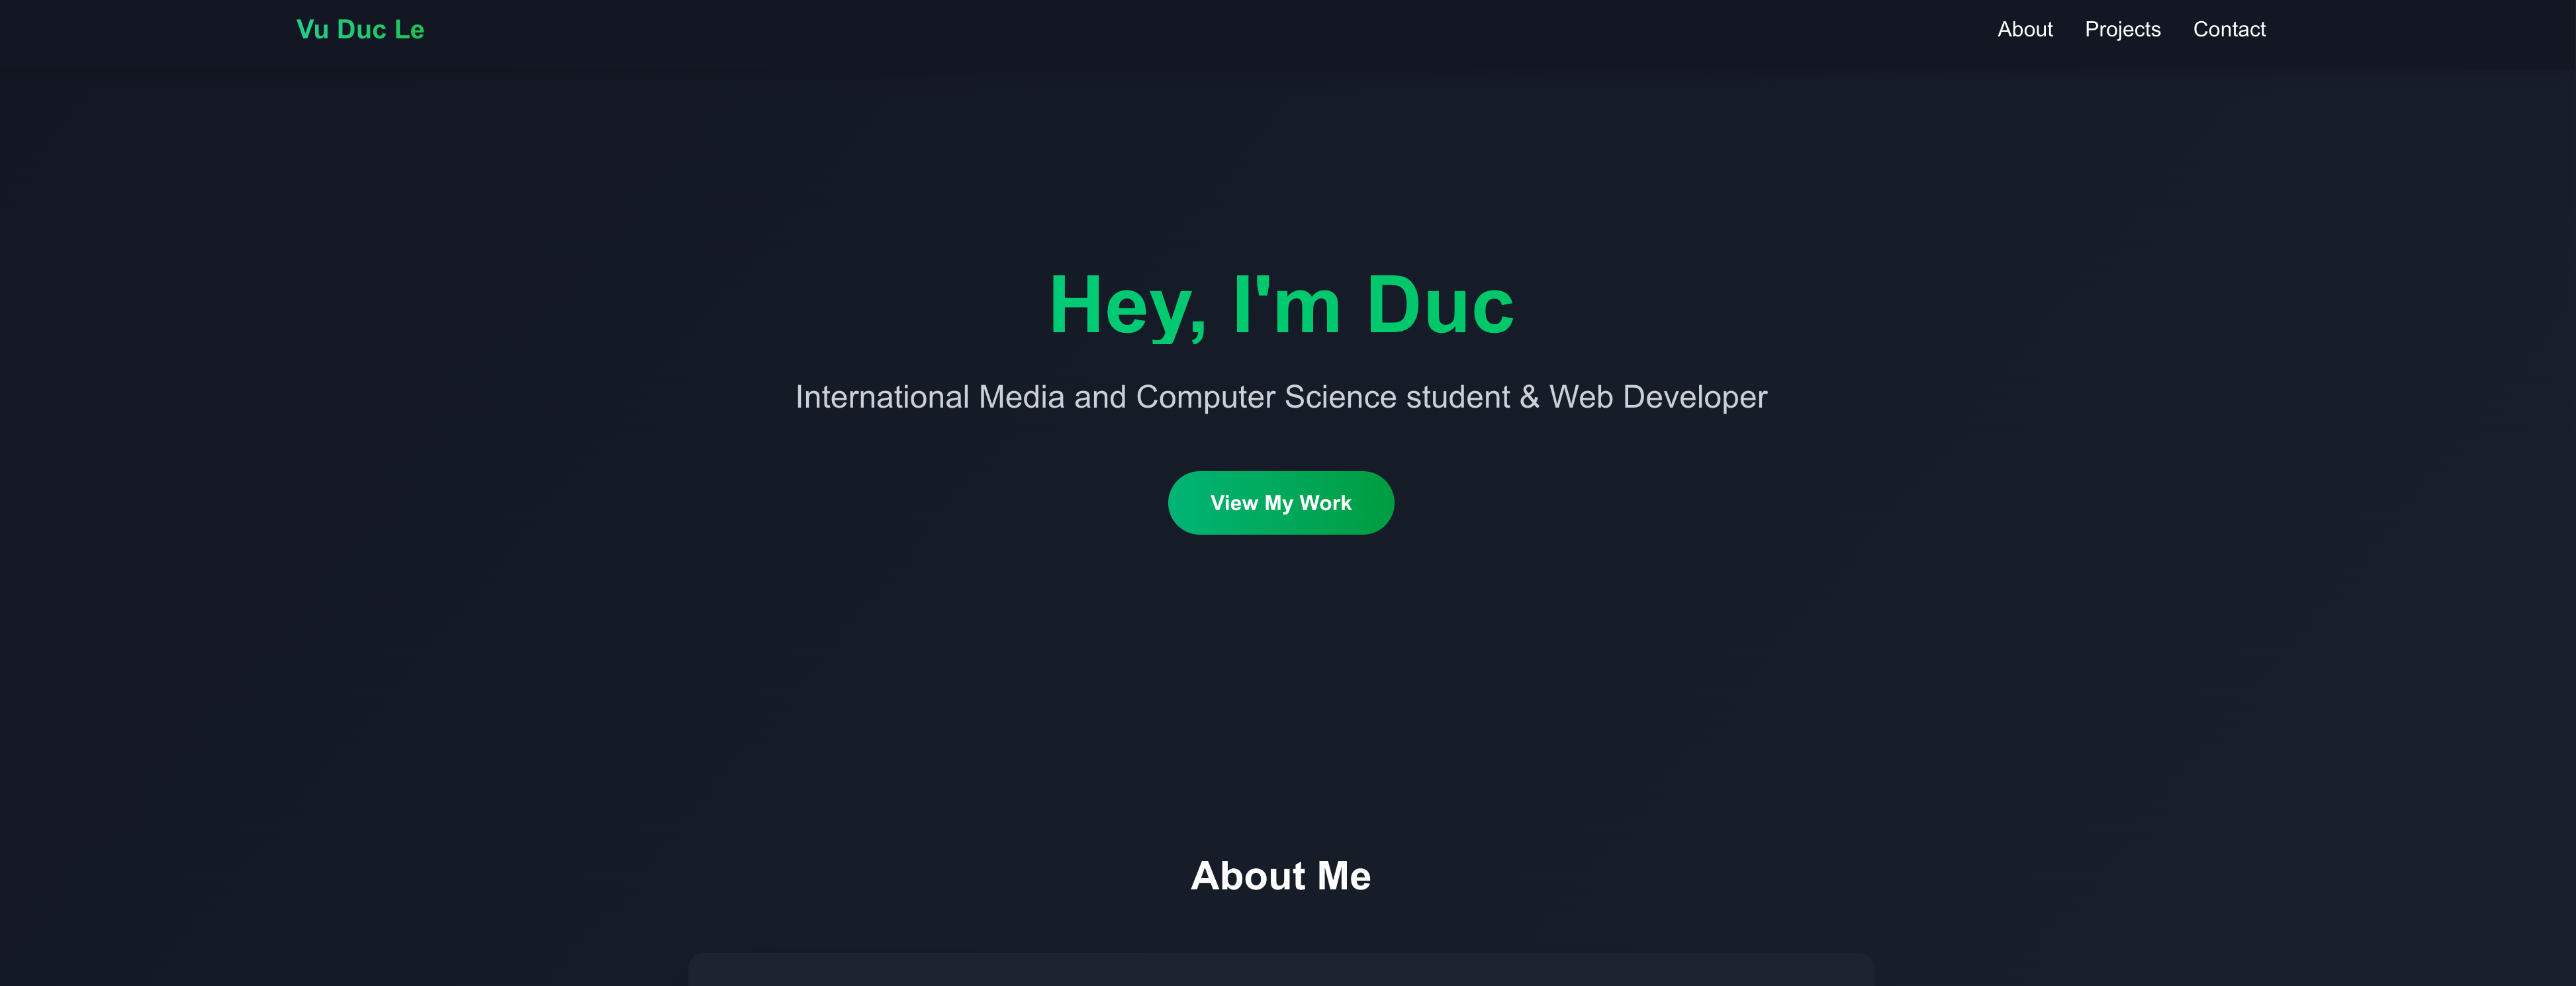 Vu Duc Le
About Projects Contact
Hey, I'm Duc
International Media and Computer Science student & Web Developer
View My Work
About Me